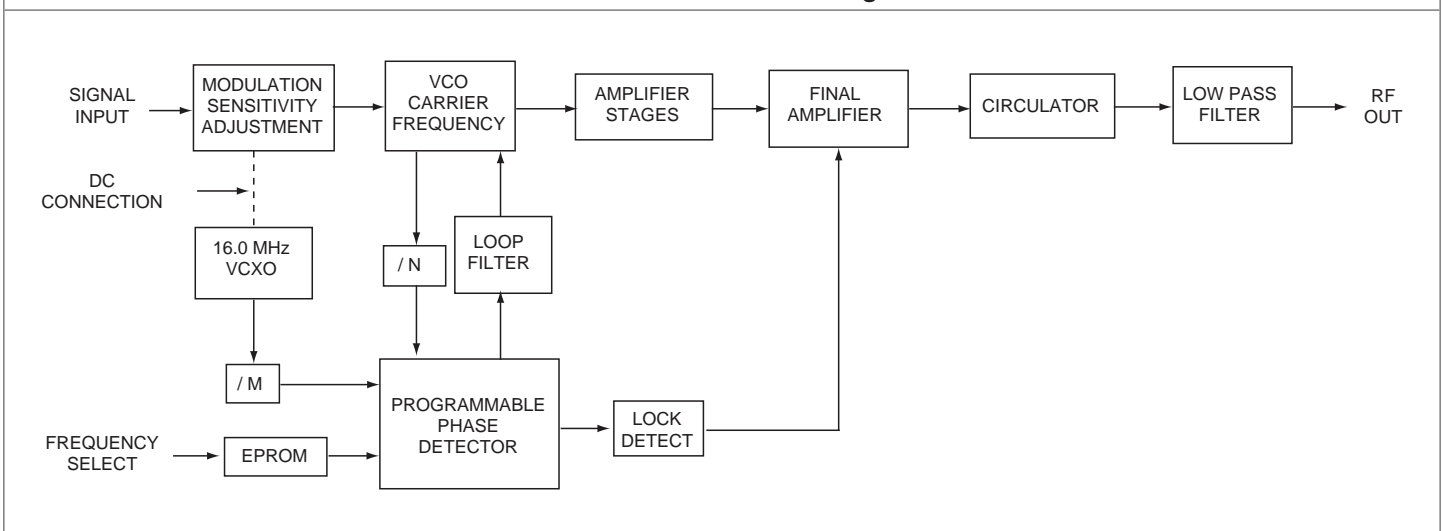 SIGNAL
INPUT
MODULATION
SENSITIVITY
ADJUSTMENT
VCO
CARRIER
FREQUENCY
AMPLIFIER
STAGES
FINAL
AMPLIFIER
CIRCULATOR
LOW PASS
FILTER
RF
OUT
DC
CONNECTION
16.0 MHz
VCXO
/ N
LOOP
FILTER
/ M
PROGRAMMABLE
PHASE
DETECTOR
LOCK
DETECT
FREQUENCY
SELECT
EPROM